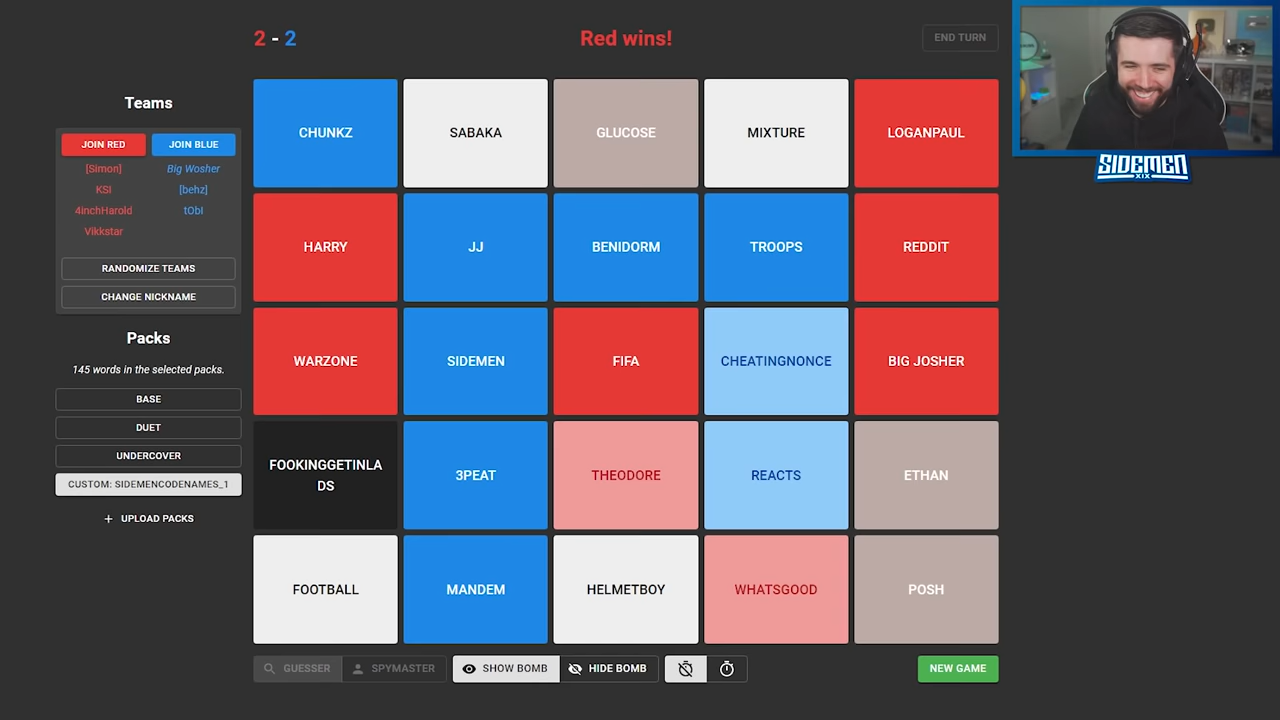 2 - 2
Red wins!
END TURN
Teams
JOIN RED
JOIN BLUE
[Simon]
Big Wosher
KSI
[behz]
4inchHarold
tObI
Vikkstar
RANDOMIZE TEAMS
CHANGE NICKNAME
Packs
145 words in the selected packs.
BASE
DUET
UNDERCOVER
CUSTOM: SIDEMENCODENAMES_1
+ UPLOAD PACKS
CHUNKZ
SABAKA
GLUCOSE
MIXTURE
LOGANPAUL
HARRY
JJ
BENIDORM
TROOPS
REDDIT
WARZONE
SIDEMEN
FIFA
CHEATINGNONCE
BIG JOSHER
FOOKINGGETINLA
DS
3PEAT
THEODORE
REACTS
ETHAN
FOOTBALL
MANDEM
HELMETBOY
WHATSGOOD
POSH
GUESSER
SPYMASTER
SHOW BOMB
HIDE BOMB
NEW GAME
SIDEMEN
XIX